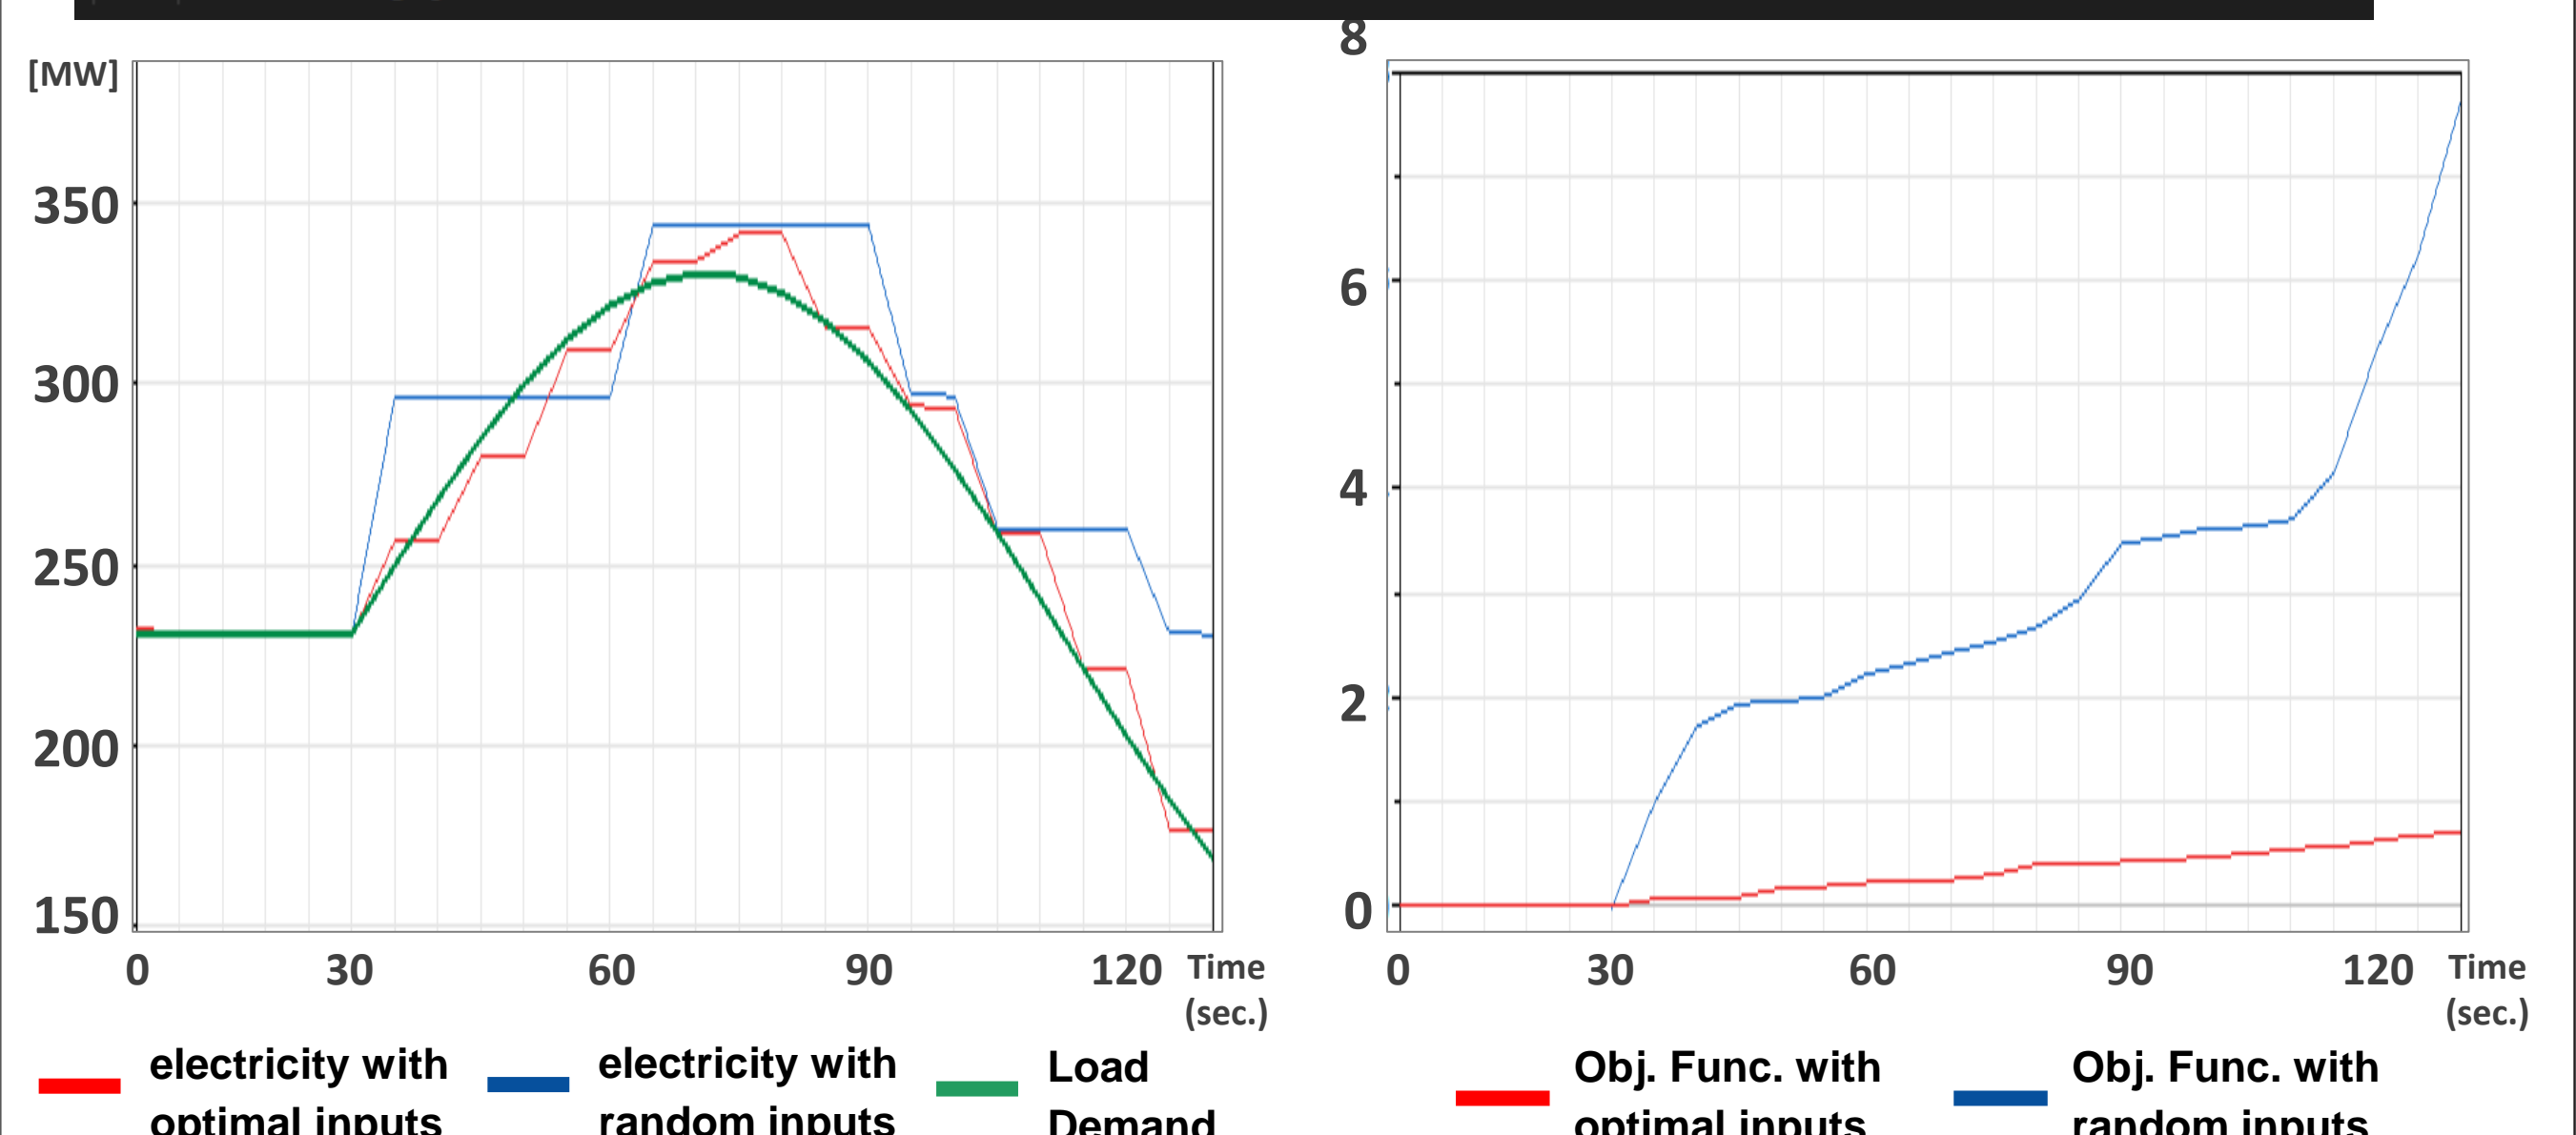 8
[MW]
350
300
250
200
150
0 30 60 90 120 Time
(sec.)
6
4
2
0
0 30 60 90 120 Time
(sec.)
electricity with
optimal inputs
electricity with
random inputs
Load
Demand
Obj. Func. with
optimal inputs
Obj. Func. with
random inputs